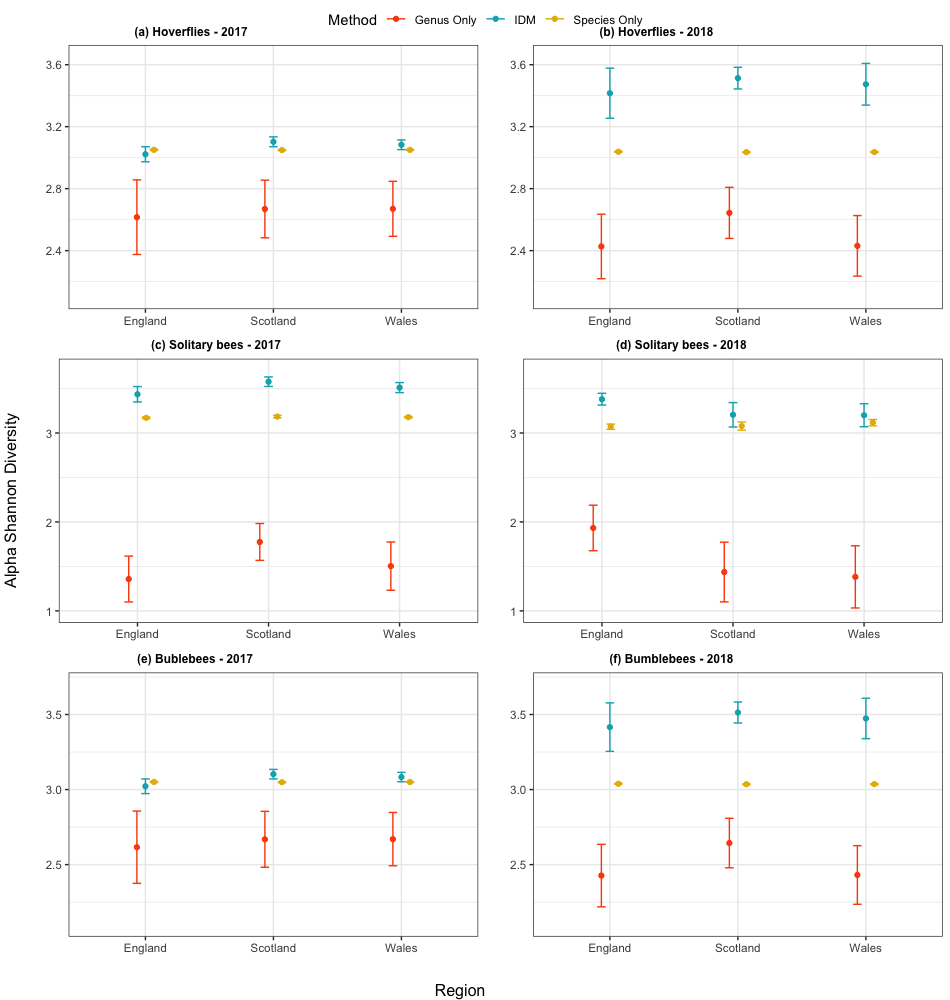 Method Genus Only IDM Species Only
(a) Hoverflies - 2017
(b) Hoverflies - 2018
3.6
3.2
2.8
2.4
England Scotland Wales
3.6
3.2
2.8
2.4
England Scotland Wales
(c) Solitary bees - 2017
(d) Solitary bees - 2018
3
2
1
England Scotland Wales
3
2
1
England Scotland Wales
Alpha Shannon Diversity
(e) Bublebees - 2017
(f) Bumblebees - 2018
3.5
3.0
2.5
England Scotland Wales
3.5
3.0
2.5
England Scotland Wales
Region